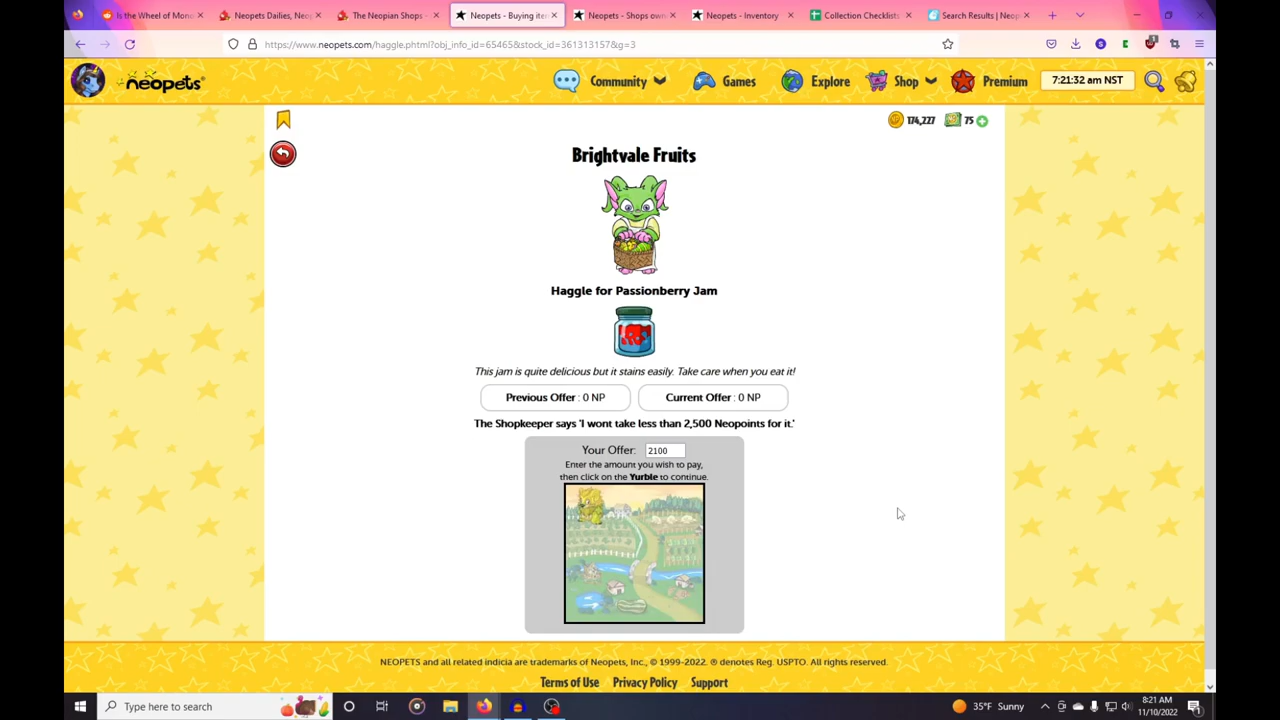 Is the Wheel of Mono
Neopets Dailies, Neop
The Neopian Shops -
Neopets - Buying item
Neopets - Shops own
Neopets - Inventory
Collection Checklists
Search Results | Neop
https://www.neopets.com/haggle.phtml?obj_info_id=65465&stock_id=361313157&g=3
neopets
Community
Games
Explore
Shop
Premium
7:21:32 am NST
174,227
75
Brightvale Fruits
Haggle for Passionberry Jam
This jam is quite delicious but it stains easily. Take care when you eat it!
Previous Offer : 0 NP
Current Offer : 0 NP
The Shopkeeper says 'I wont take less than 2,500 Neopoints for it.'
Your Offer: 2100
Enter the amount you wish to pay,
then click on the Yurble to continue.
NEOPETS and all related indicia are trademarks of Neopets, Inc., © 1999-2022. ® denotes Reg. USPTO. All rights reserved.
Terms of Use
Privacy Policy
Support
Type here to search
35°F Sunny
8:21 AM
11/10/2022